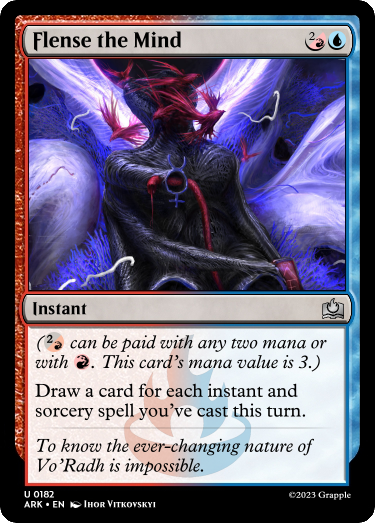 Flense the Mind 2
Instant
(2 can be paid with any two mana or
with . This card's mana value is 3.)
Draw a card for each instant and
sorcery spell you've cast this turn.
To know the ever-changing nature of
Vo'Radh is impossible.
U 0182
ARK • EN Ihor Vitkovskyi
©2023 Grapple